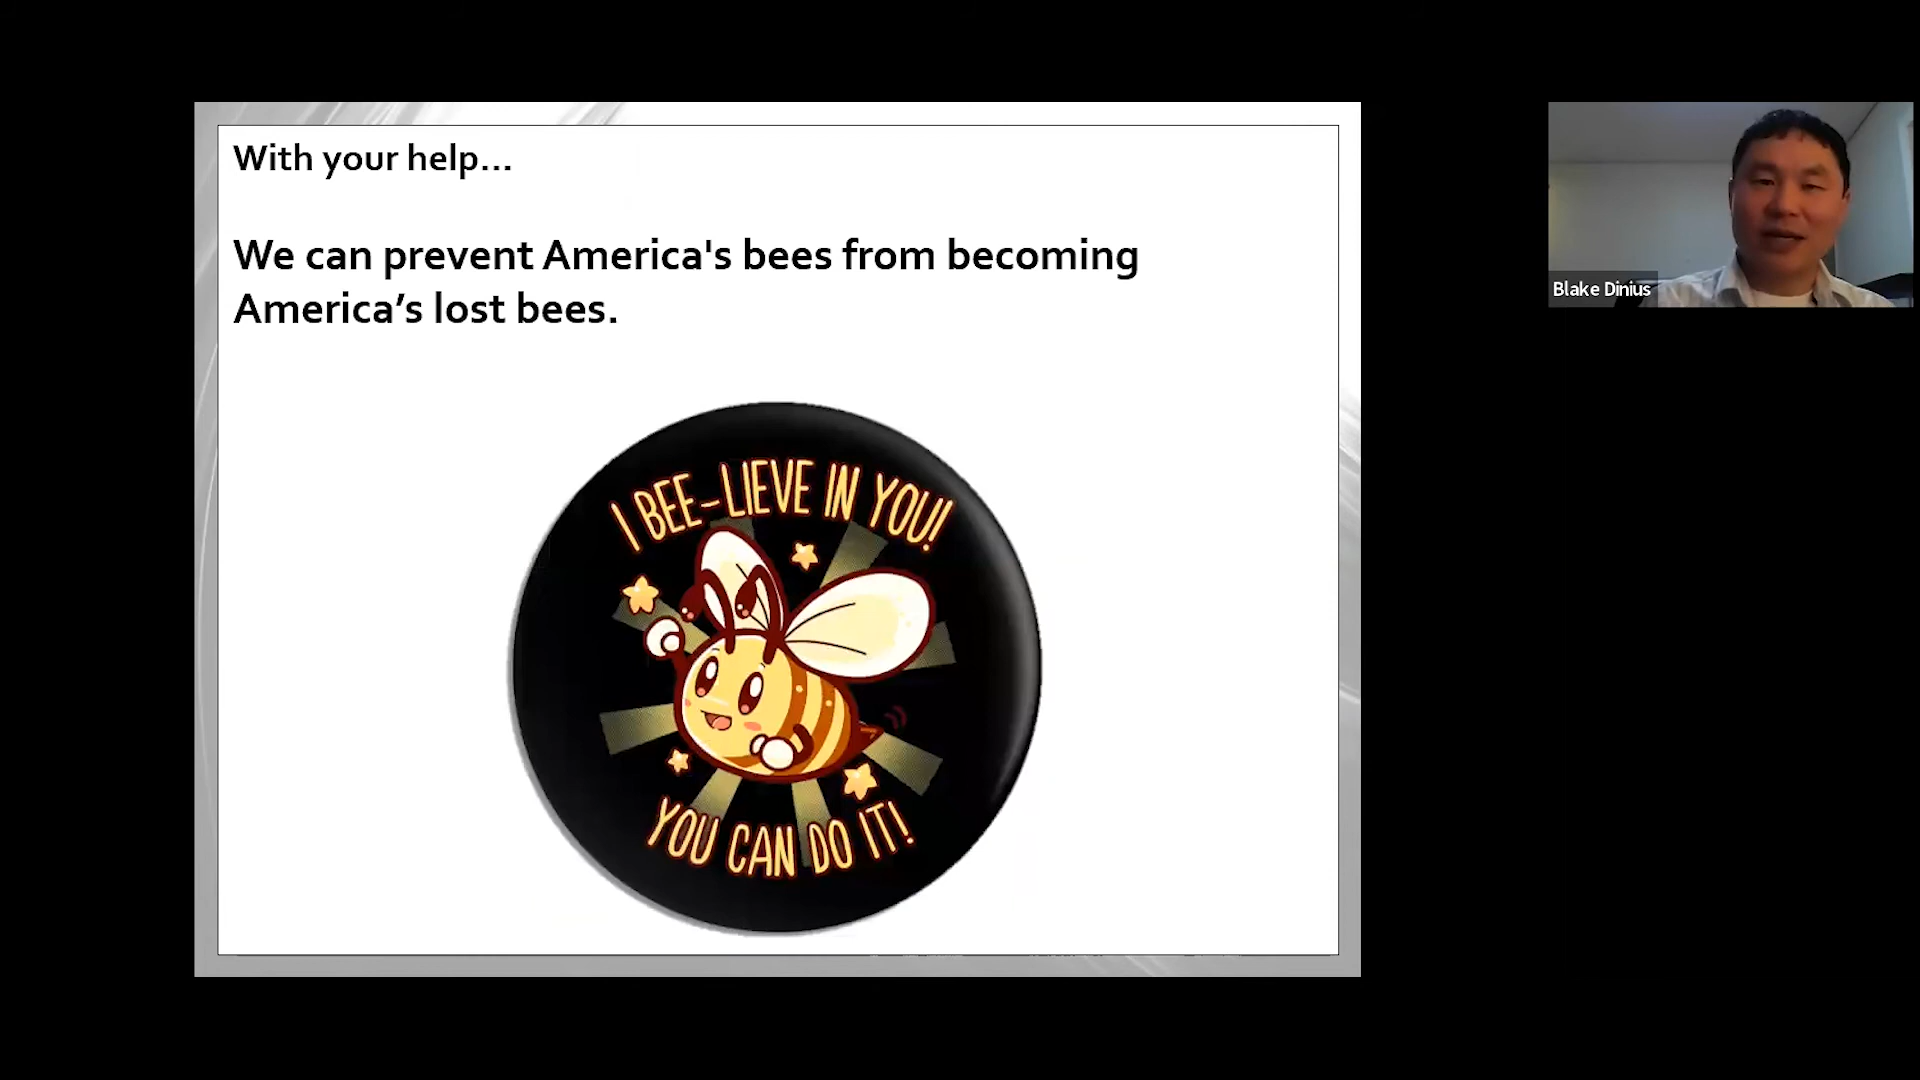 With your help...
We can prevent America's bees from becoming
America’s lost bees.
I BEE-LIEVE IN YOU!
YOU CAN DO IT!
Blake Dinius